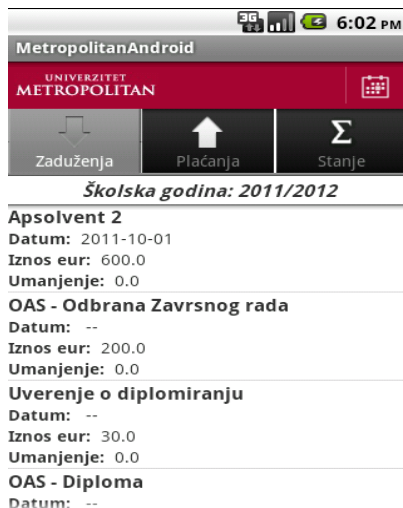 3G 6:02 PM
MetropolitanAndroid
UNIVERZITET
METROPOLITAN
Zaduženja Plaćanja Σ Stanje
Školska godina: 2011/2012
Apsolvent 2
Datum: 2011-10-01
Iznos eur: 600.0
Umanjenje: 0.0
OAS - Odbrana Zavrsnog rada
Datum: --
Iznos eur: 200.0
Umanjenje: 0.0
Uverenje o diplomiranju
Datum: --
Iznos eur: 30.0
Umanjenje: 0.0
OAS - Diploma
Datum: --